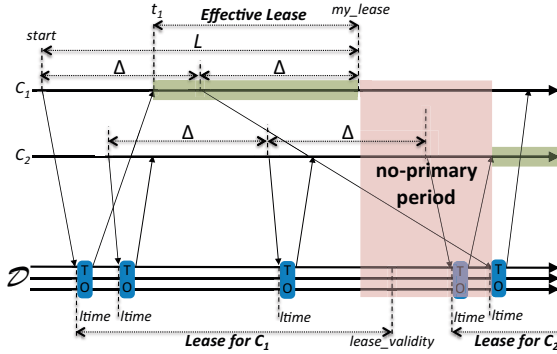 t1 Effective Lease my_lease
start
L
Δ Δ
C1
Δ Δ
C2
no-primary
period
T T T T T
D
O O O O O
ltime ltime ltime ltime ltime
Lease for C1 lease_validity Lease for C2